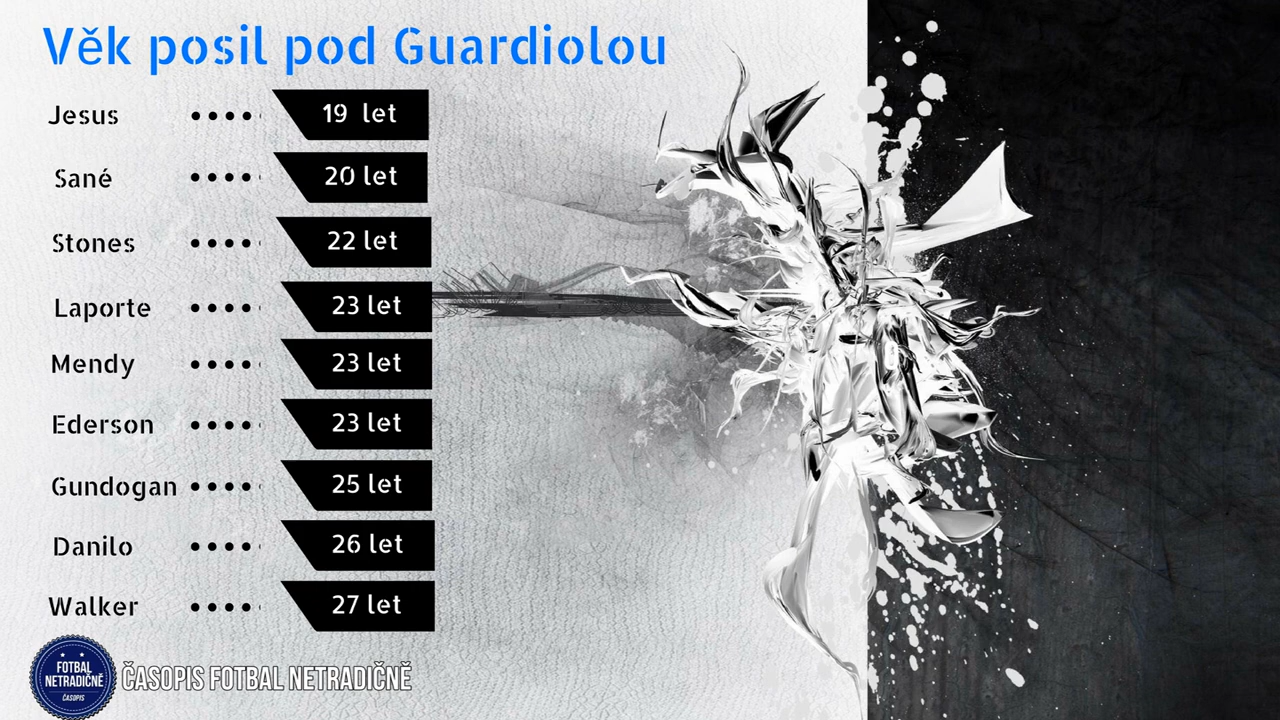 Věk posil pod Guardiolou
Jesus •••• 19 let
Sané •••• 20 let
Stones •••• 22 let
Laporte •••• 23 let
Mendy •••• 23 let
Ederson •••• 23 let
Gundogan •••• 25 let
Danilo •••• 26 let
Walker •••• 27 let
FOTBAL
NETRADIČNĚ
ČASOPIS
ČASOPIS FOTBAL NETRADIČNĚ